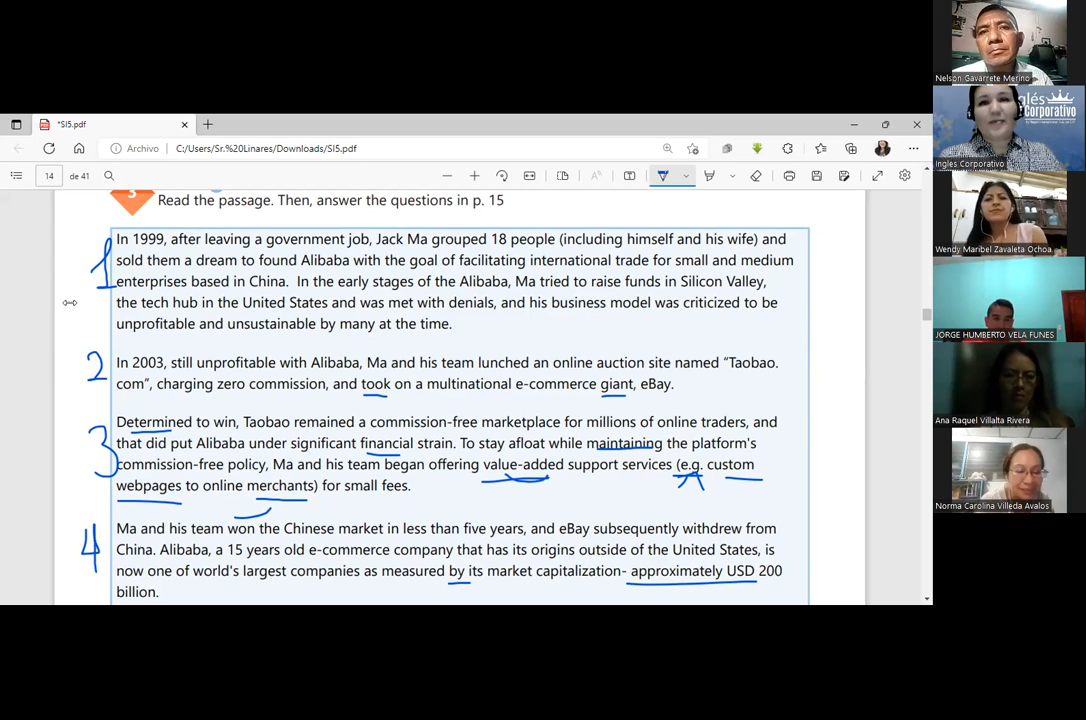 *SI5.pdf
Archivo
C:/Users/Sr.%20Linares/Downloads/SI5.pdf
14 de 41
3
Read the passage. Then, answer the questions in p. 15
1
In 1999, after leaving a government job, Jack Ma grouped 18 people (including himself and his wife) and
sold them a dream to found Alibaba with the goal of facilitating international trade for small and medium
enterprises based in China. In the early stages of the Alibaba, Ma tried to raise funds in Silicon Valley,
the tech hub in the United States and was met with denials, and his business model was criticized to be
unprofitable and unsustainable by many at the time.
2
In 2003, still unprofitable with Alibaba, Ma and his team lunched an online auction site named “Taobao.
com”, charging zero commission, and took on a multinational e-commerce giant, eBay.
3
Determined to win, Taobao remained a commission-free marketplace for millions of online traders, and
that did put Alibaba under significant financial strain. To stay afloat while maintaining the platform's
commission-free policy, Ma and his team began offering value-added support services (e.g. custom
webpages to online merchants) for small fees.
4
Ma and his team won the Chinese market in less than five years, and eBay subsequently withdrew from
China. Alibaba, a 15 years old e-commerce company that has its origins outside of the United States, is
now one of world's largest companies as measured by its market capitalization- approximately USD 200
billion.
Nelson Gavarrete Merino
glés
Corporativo
Ingles Corporativo
Wendy Maribel Zavaleta Ochoa
JORGE HUMBERTO VELA FUNES
Ana Raquel Villalta Rivera
Norma Carolina Villeda Avalos